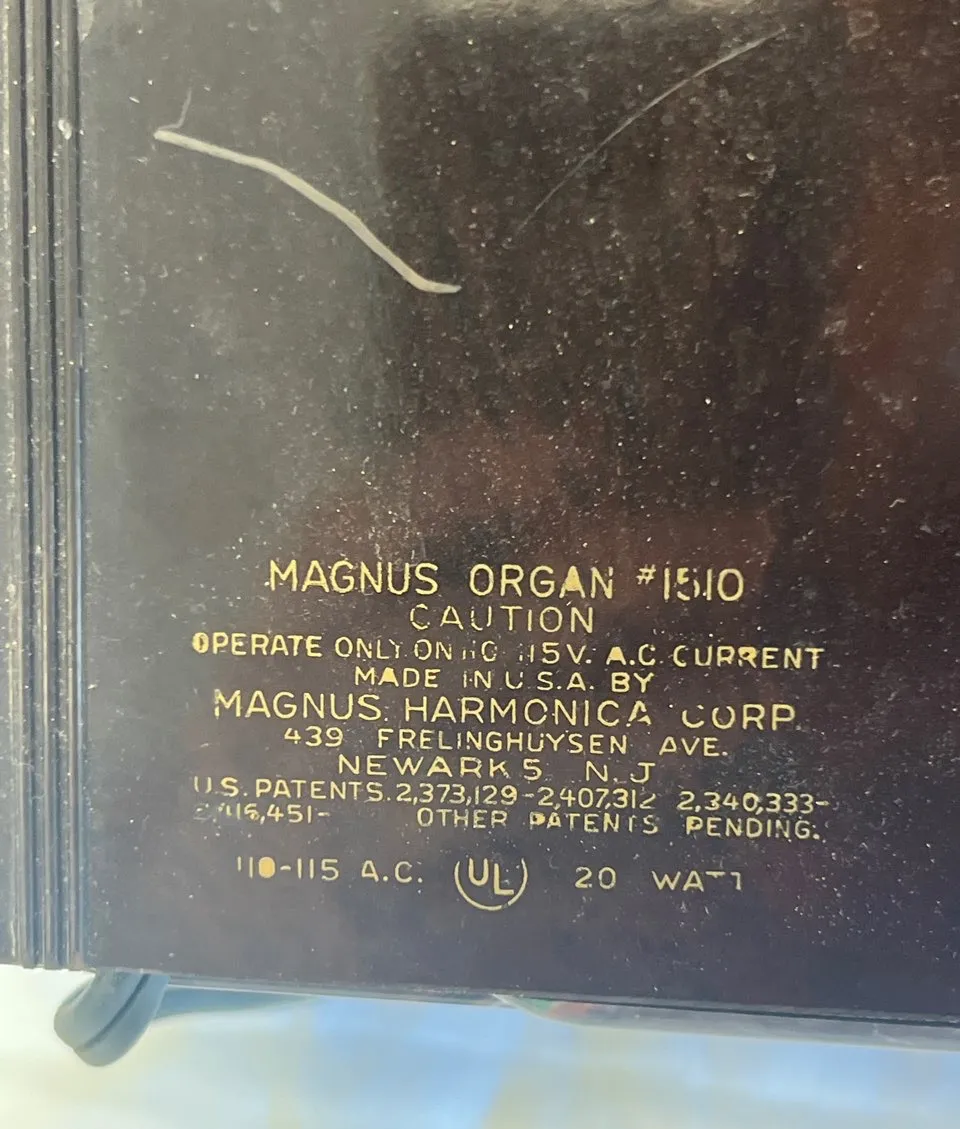 MAGNUS ORGAN #1510
CAUTION
OPERATE ONLY ON 110 115 V. A.C. CURRENT
MADE IN U.S.A. BY
MAGNUS HARMONICA CORP.
439 FRELINGHUYSEN AVE.
NEWARK 5 N.J
U.S. PATENTS. 2,373,129-2,407,312 2,340,333-
OTHER PATENTS PENDING.
110-115 A.C. UL 20 WATT